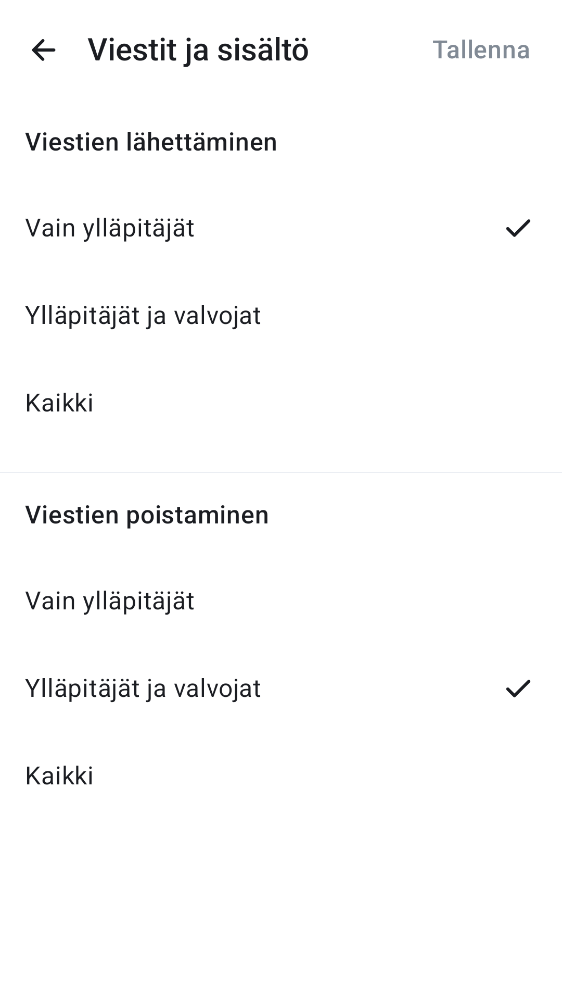 Viestit ja sisältö
Tallenna
Viestien lähettäminen
Vain ylläpitäjät
Ylläpitäjät ja valvojat
Kaikki
Viestien poistaminen
Vain ylläpitäjät
Ylläpitäjät ja valvojat
Kaikki